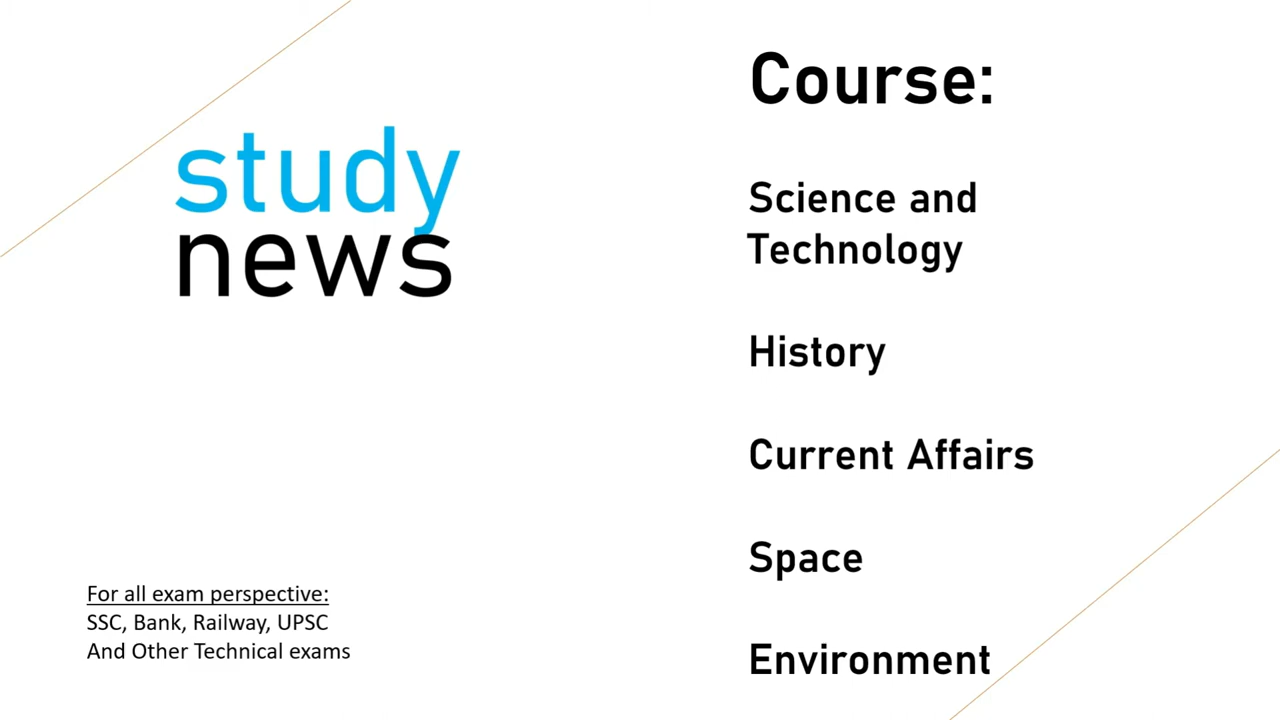 study
news
For all exam perspective:
SSC, Bank, Railway, UPSC
And Other Technical exams
Course:
Science and
Technology
History
Current Affairs
Space
Environment